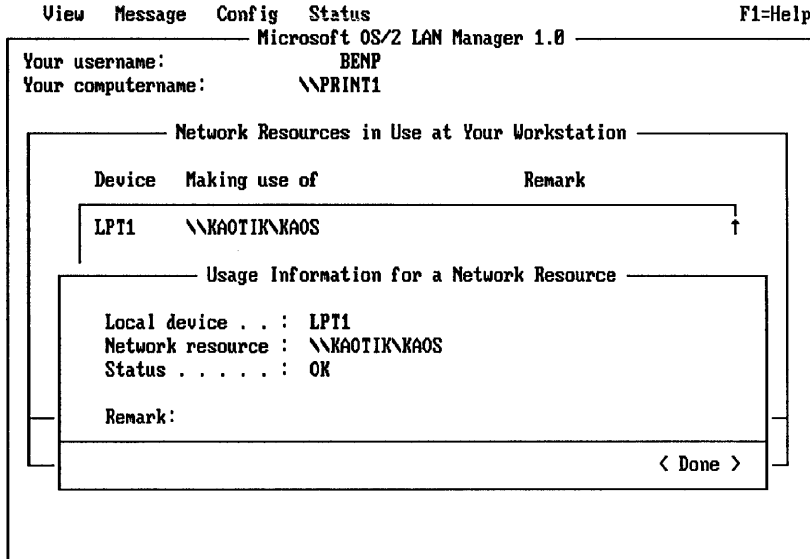 View Message Config Status F1=Help
Microsoft OS/2 LAN Manager 1.0
Your username: BENP
Your computername: \\PRINT1
Network Resources in Use at Your Workstation
Device Making use of Remark
LPT1 \\KAOTIK\KAOS ↑
Usage Information for a Network Resource
Local device . . : LPT1
Network resource : \\KAOTIK\KAOS
Status . . . . . : OK
Remark:
< Done >